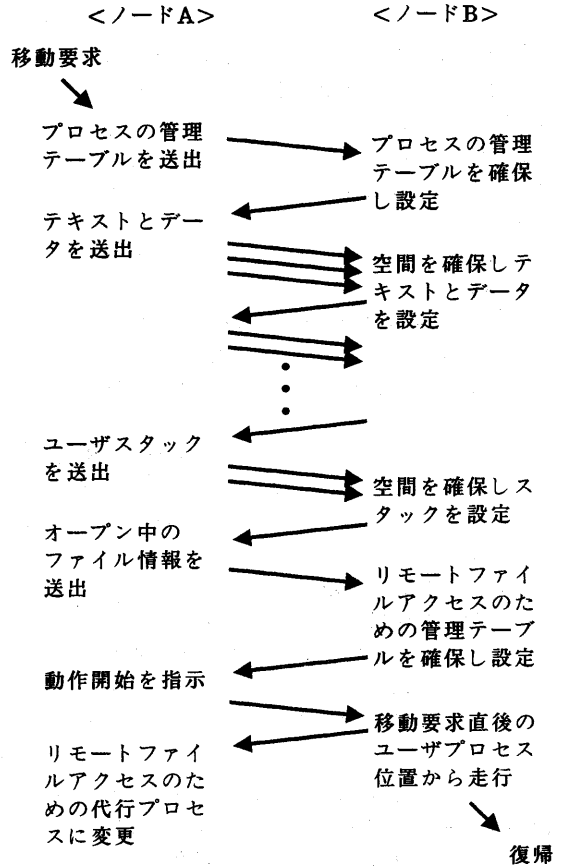 ＜ノードA＞
＜ノードB＞
移動要求
プロセスの管理
テーブルを送出
プロセスの管理
テーブルを確保
し設定
テキストとデー
タを送出
空間を確保しテ
キストとデータ
を設定
ユーザスタック
を送出
空間を確保しス
タックを設定
オープン中の
ファイル情報を
送出
リモートファイ
ルアクセスのた
めの管理テーブ
ルを確保し設定
動作開始を指示
移動要求直後の
ユーザプロセス
位置から走行
リモートファイ
ルアクセスのた
めの代行プロセ
スに変更
復帰